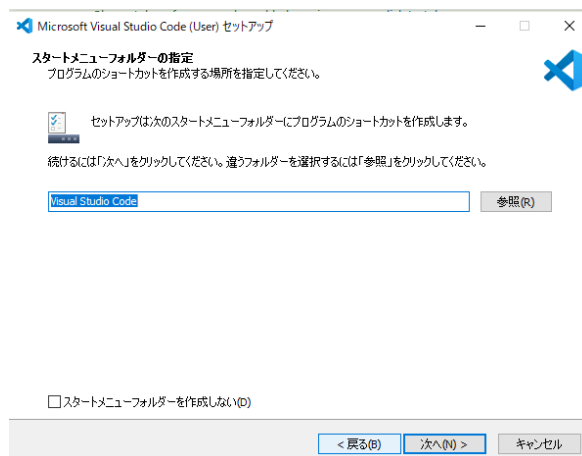 Microsoft Visual Studio Code (User) セットアップ
スタートメニューフォルダーの指定
プログラムのショートカットを作成する場所を指定してください。
セットアップは次のスタートメニューフォルダーにプログラムのショートカットを作成します。
続けるには「次へ」をクリックしてください。違うフォルダーを選択するには「参照」をクリックしてください。
Visual Studio Code
参照(R)
スタートメニューフォルダーを作成しない(D)
< 戻る(B)
次へ(N) >
キャンセル